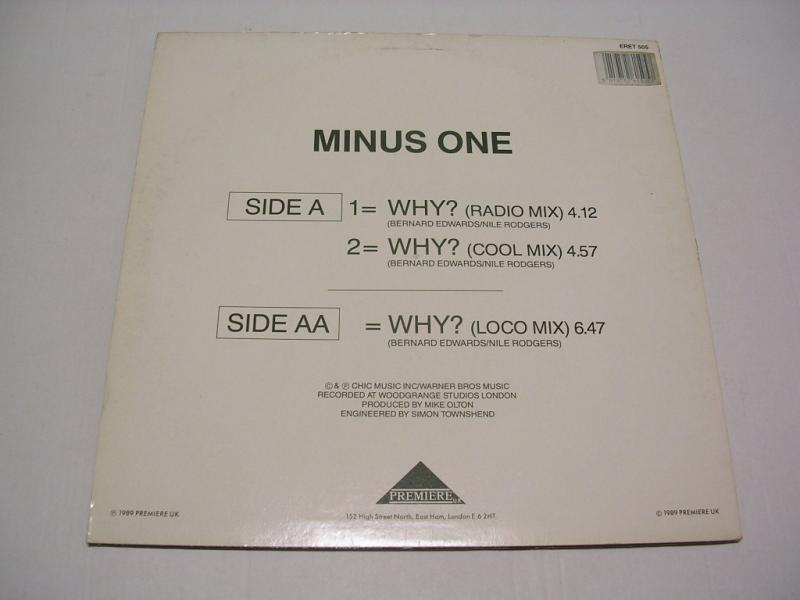 ERET 505
MINUS ONE
SIDE A 1= WHY? (RADIO MIX) 4.12
(BERNARD EDWARDS/NILE RODGERS)
2= WHY? (COOL MIX) 4.57
(BERNARD EDWARDS/NILE RODGERS)
SIDE AA = WHY? (LOCO MIX) 6.47
(BERNARD EDWARDS/NILE RODGERS)
© & ℗ CHIC MUSIC INC/WARNER BROS MUSIC
RECORDED AT WOODGRANGE STUDIOS LONDON
PRODUCED BY MIKE OLTON
ENGINEERED BY SIMON TOWNSHEND
PREMIERE UK
152 High Street North, East Ham, London E.6 2HT.
℗ 1989 PREMIERE UK
© 1989 PREMIERE UK